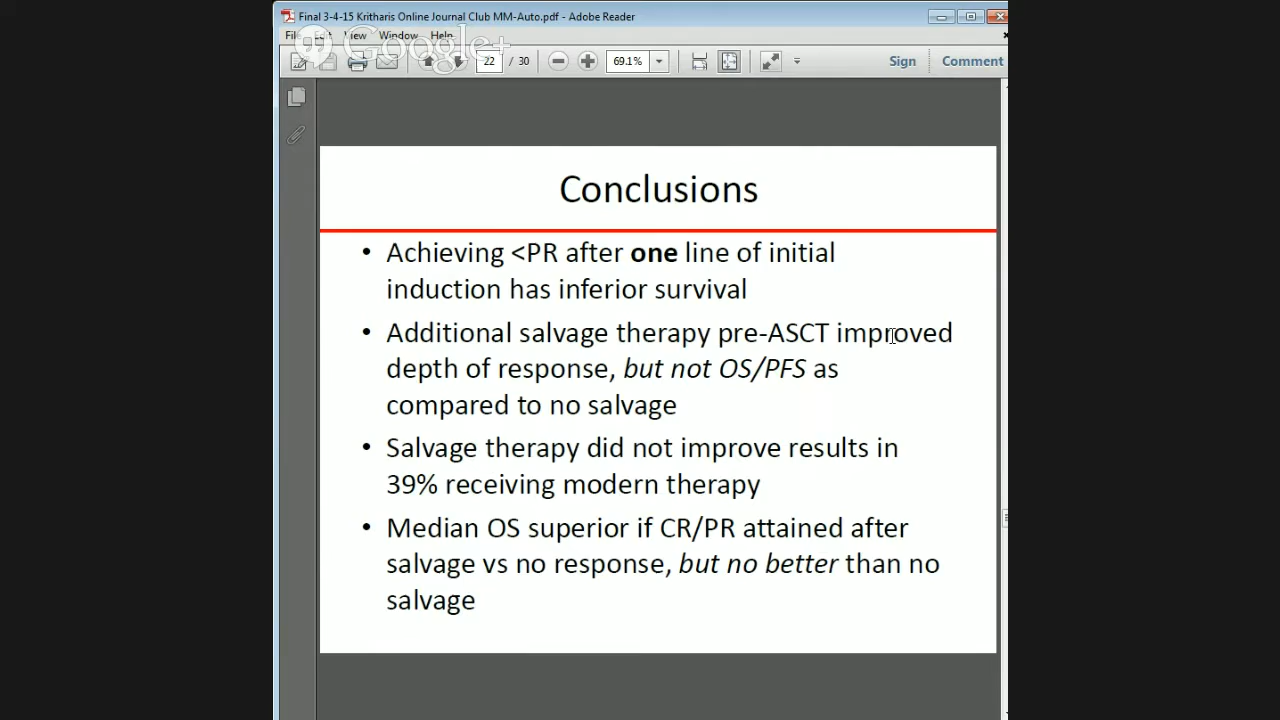 Final 3-4-15 Kritharis Online Journal Club MM-Auto.pdf - Adobe Reader
File Edit View Window Help
Google+
22 / 30 69.1% Sign Comment
Conclusions
• Achieving <PR after one line of initial
induction has inferior survival
• Additional salvage therapy pre-ASCT improved
depth of response, but not OS/PFS as
compared to no salvage
• Salvage therapy did not improve results in
39% receiving modern therapy
• Median OS superior if CR/PR attained after
salvage vs no response, but no better than no
salvage